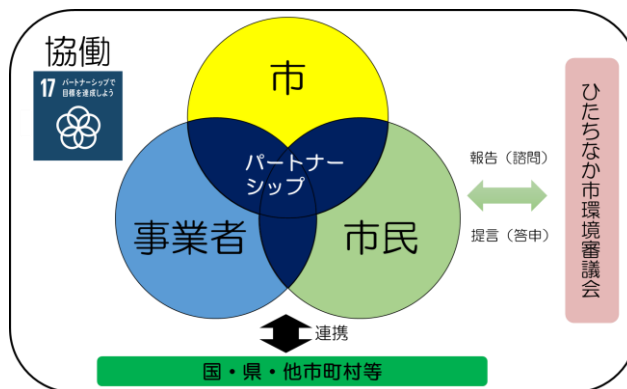 協働
17 パートナーシップで
目標を達成しよう
市
パートナー
シップ
事業者
市民
報告（諮問）
提言（答申）
ひたちなか市環境審議会
連携
国・県・他市町村等